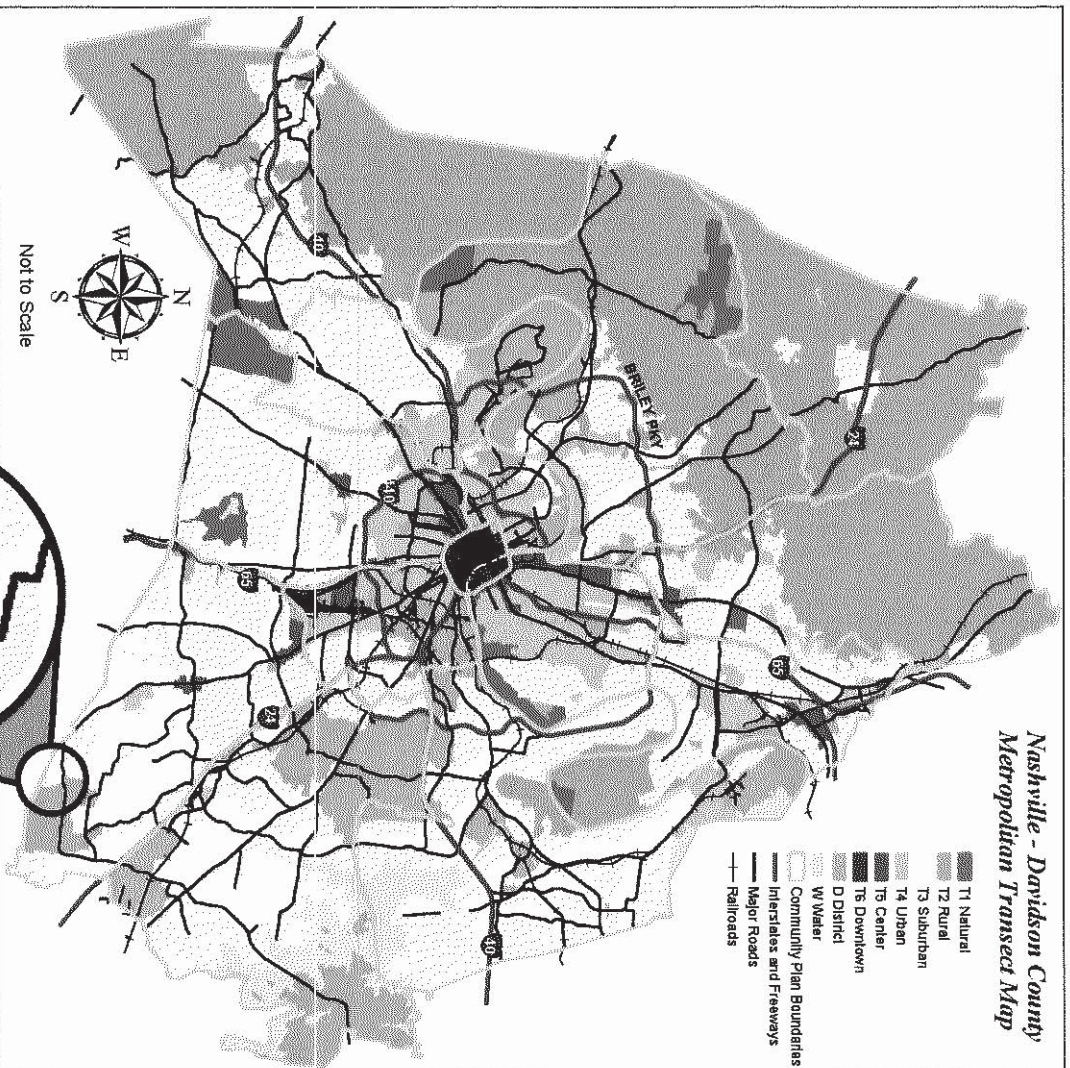 Nashville - Davidson County
Metropolitan Transect Map
T1 Natural
T2 Rural
T3 Suburban
T4 Urban
T5 Center
T6 Downtown
D District
W Water
Community Plan Boundaries
Interstates and Freeways
Major Roads
Railroads
BRILEY PKY
24
65
40
40
65
24
40
N
W
E
S
Not to Scale